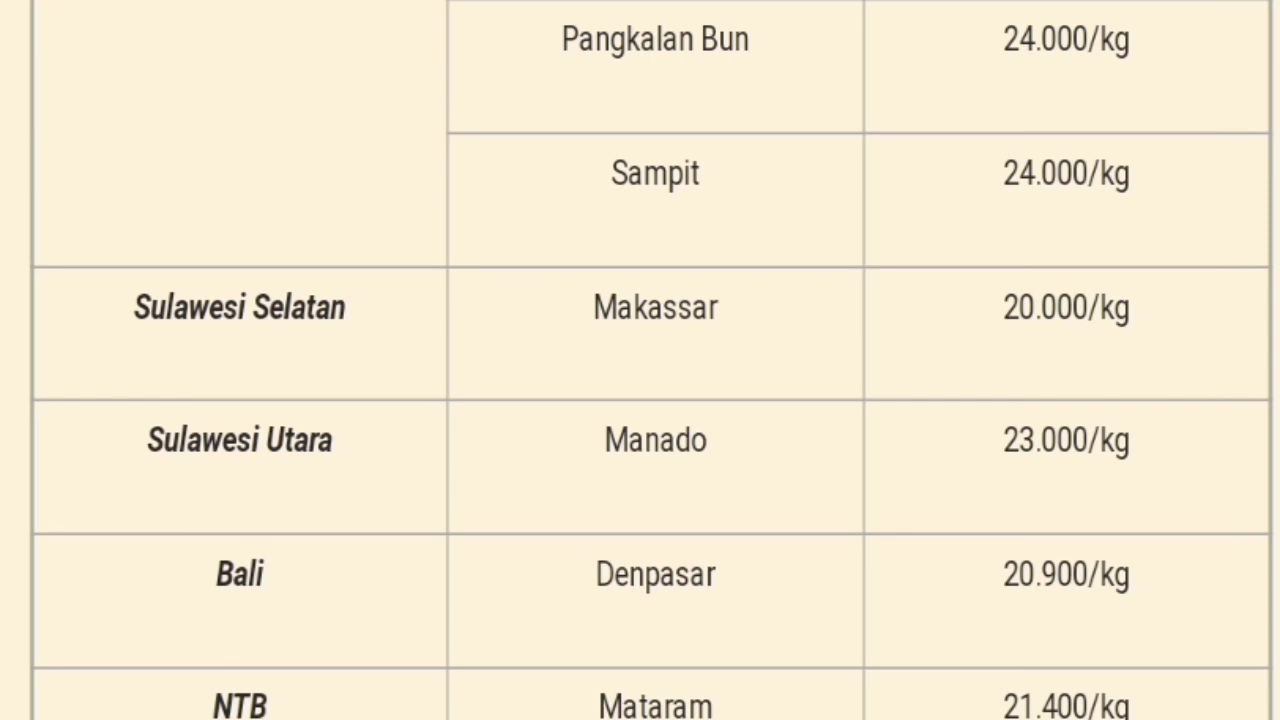 Pangkalan Bun 24.000/kg
Sampit 24.000/kg
Sulawesi Selatan Makassar 20.000/kg
Sulawesi Utara Manado 23.000/kg
Bali Denpasar 20.900/kg
NTB Mataram 21.400/kg